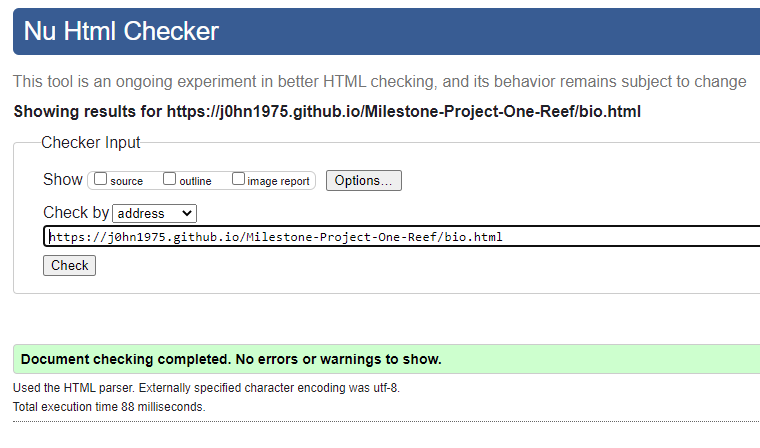 Nu Html Checker
This tool is an ongoing experiment in better HTML checking, and its behavior remains subject to change
Showing results for https://j0hn1975.github.io/Milestone-Project-One-Reef/bio.html
Checker Input
Show source outline image report Options...
Check by address
https://j0hn1975.github.io/Milestone-Project-One-Reef/bio.html
Check
Document checking completed. No errors or warnings to show.
Used the HTML parser. Externally specified character encoding was utf-8.
Total execution time 88 milliseconds.